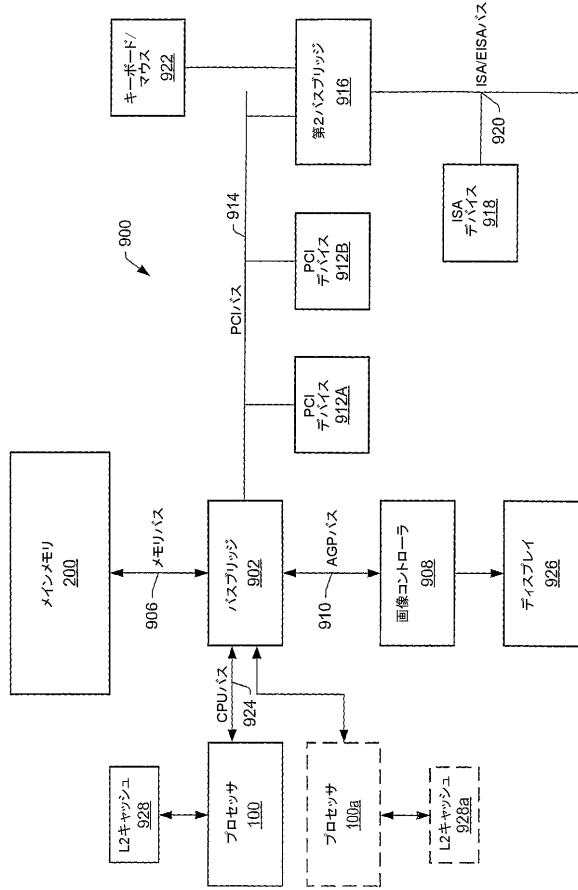 900
メインメモリ
200
キーボード/
マウス
922
906
メモリバス
PCIバス
914
L2キャッシュ
928
CPUバス
924
プロセッサ
100
バスブリッジ
902
第2バスブリッジ
916
PCI
デバイス
912A
PCI
デバイス
912B
910
AGPバス
ISA/EISAバス
920
プロセッサ
100a
画像コントローラ
908
ISA
デバイス
918
L2キャッシュ
928a
ディスプレイ
926